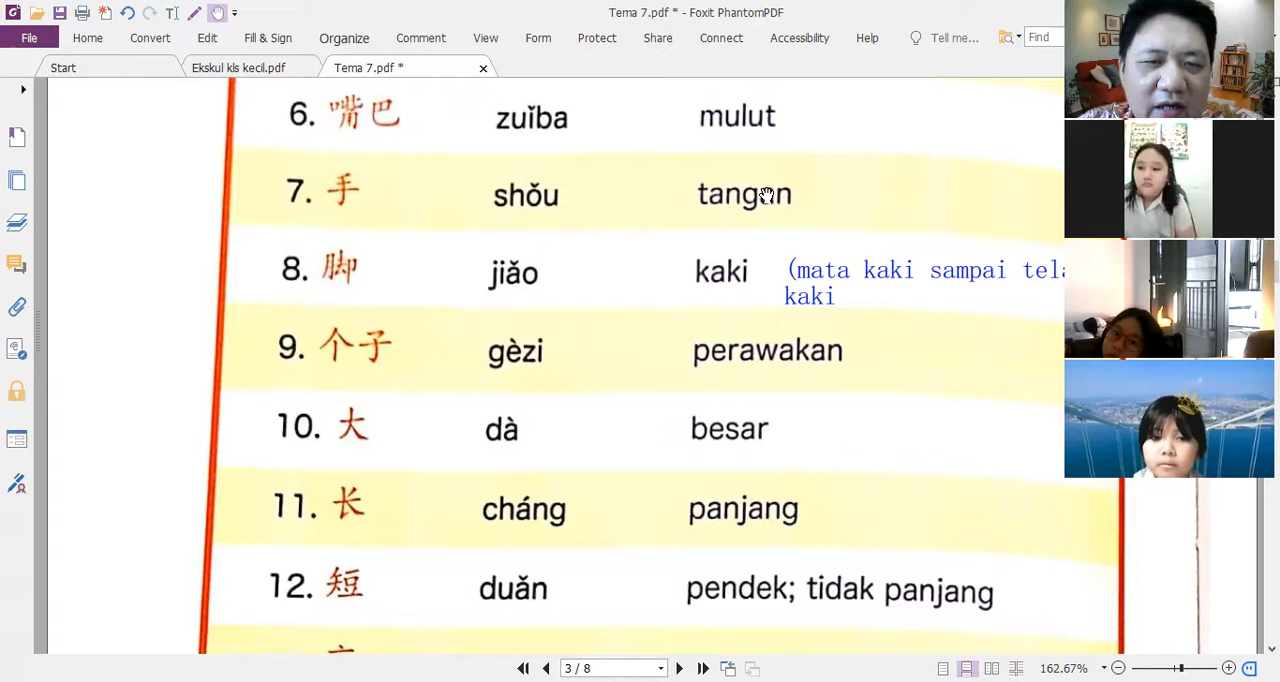 Tema 7.pdf * - Foxit PhantomPDF
File Home Convert Edit Fill & Sign Organize Comment View Form Protect Share Connect Accessibility Help Tell me... Find
Start Ekskul kls kecil.pdf Tema 7.pdf *
6. 嘴巴 zuǐba mulut
7. 手 shǒu tangan
8. 脚 jiǎo kaki (mata kaki sampai
kaki
9. 个子 gèzi perawakan
10. 大 dà besar
11. 长 cháng panjang
12. 短 duǎn pendek; tidak panjang
3 / 8 162.67%